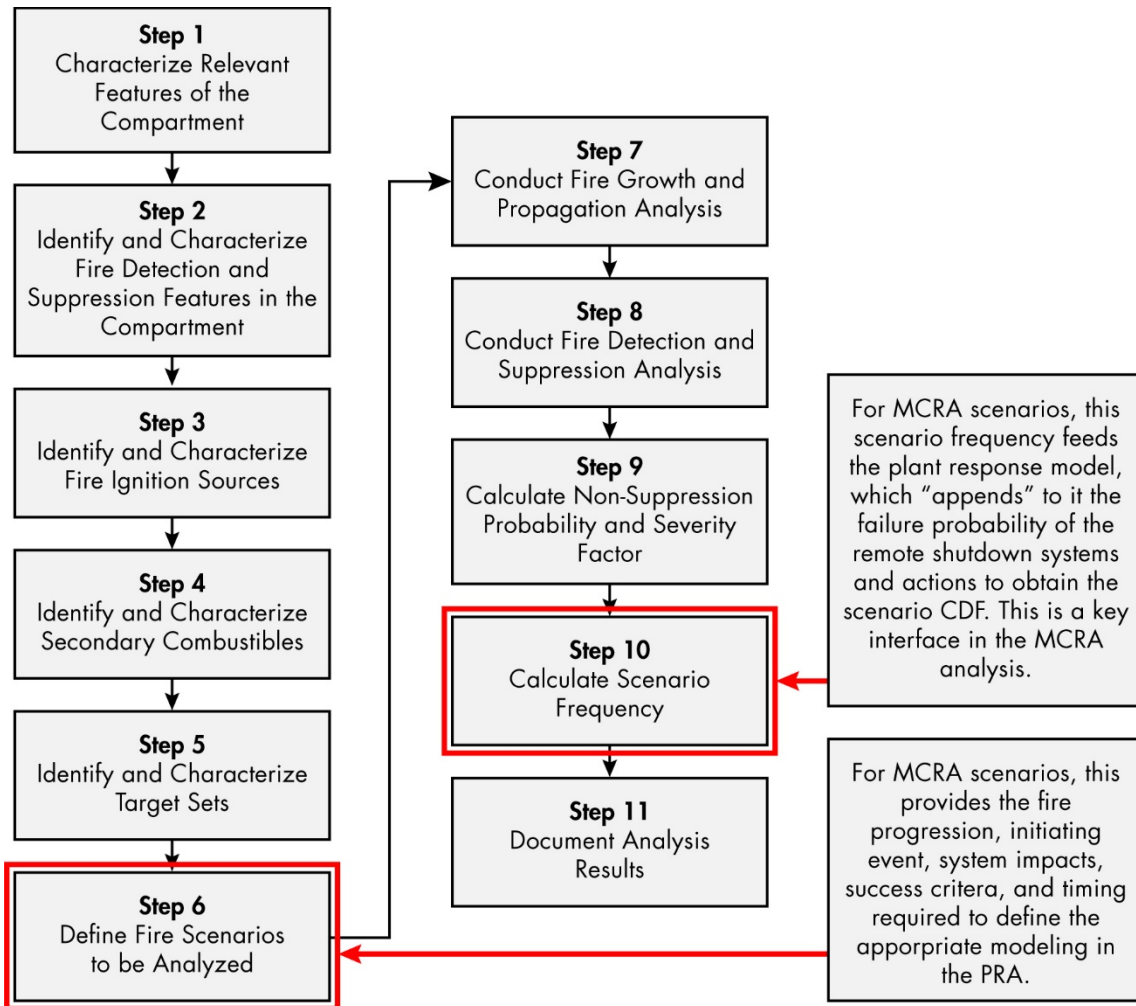 Step 1
Characterize Relevant
Features of the
Compartment
Step 2
Identify and Characterize
Fire Detection and
Suppression Features in the
Compartment
Step 3
Identify and Characterize
Fire Ignition Sources
Step 4
Identify and Characterize
Secondary Combustibles
Step 5
Identify and Characterize
Target Sets
Step 6
Define Fire Scenarios
to be Analyzed
Step 7
Conduct Fire Growth and
Propagation Analysis
Step 8
Conduct Fire Detection and
Suppression Analysis
Step 9
Calculate Non-Suppression
Probability and Severity
Factor
Step 10
Calculate Scenario
Frequency
Step 11
Document Analysis
Results
For MCRA scenarios, this
scenario frequency feeds
the plant response model,
which “appends” to it the
failure probability of the
remote shutdown systems
and actions to obtain the
scenario CDF. This is a key
interface in the MCRA
analysis.
For MCRA scenarios, this
provides the fire
progression, initiating
event, system impacts,
success critera, and timing
required to define the
apporpriate modeling in
the PRA.